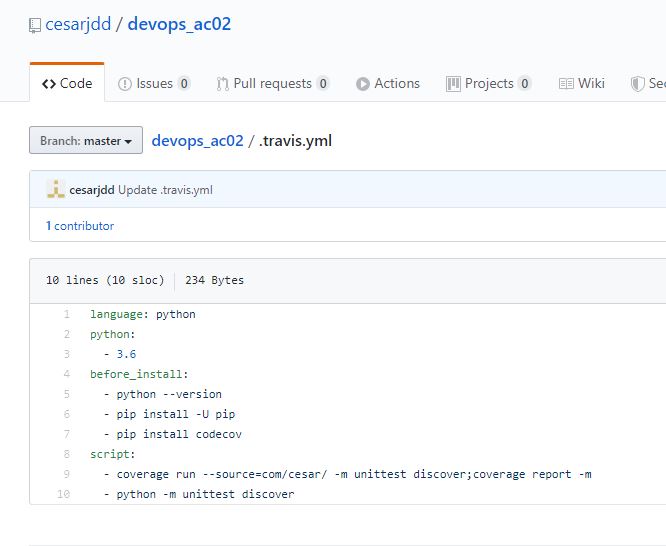 cesarjdd / devops_ac02
Code Issues 0 Pull requests 0 Actions Projects 0 Wiki Sec
Branch: master devops_ac02 / .travis.yml
cesarjdd Update .travis.yml
1 contributor
10 lines (10 sloc) 234 Bytes
1 language: python
2 python:
3 - 3.6
4 before_install:
5 - python --version
6 - pip install -U pip
7 - pip install codecov
8 script:
9 - coverage run --source=com/cesar/ -m unittest discover;coverage report -m
10 - python -m unittest discover